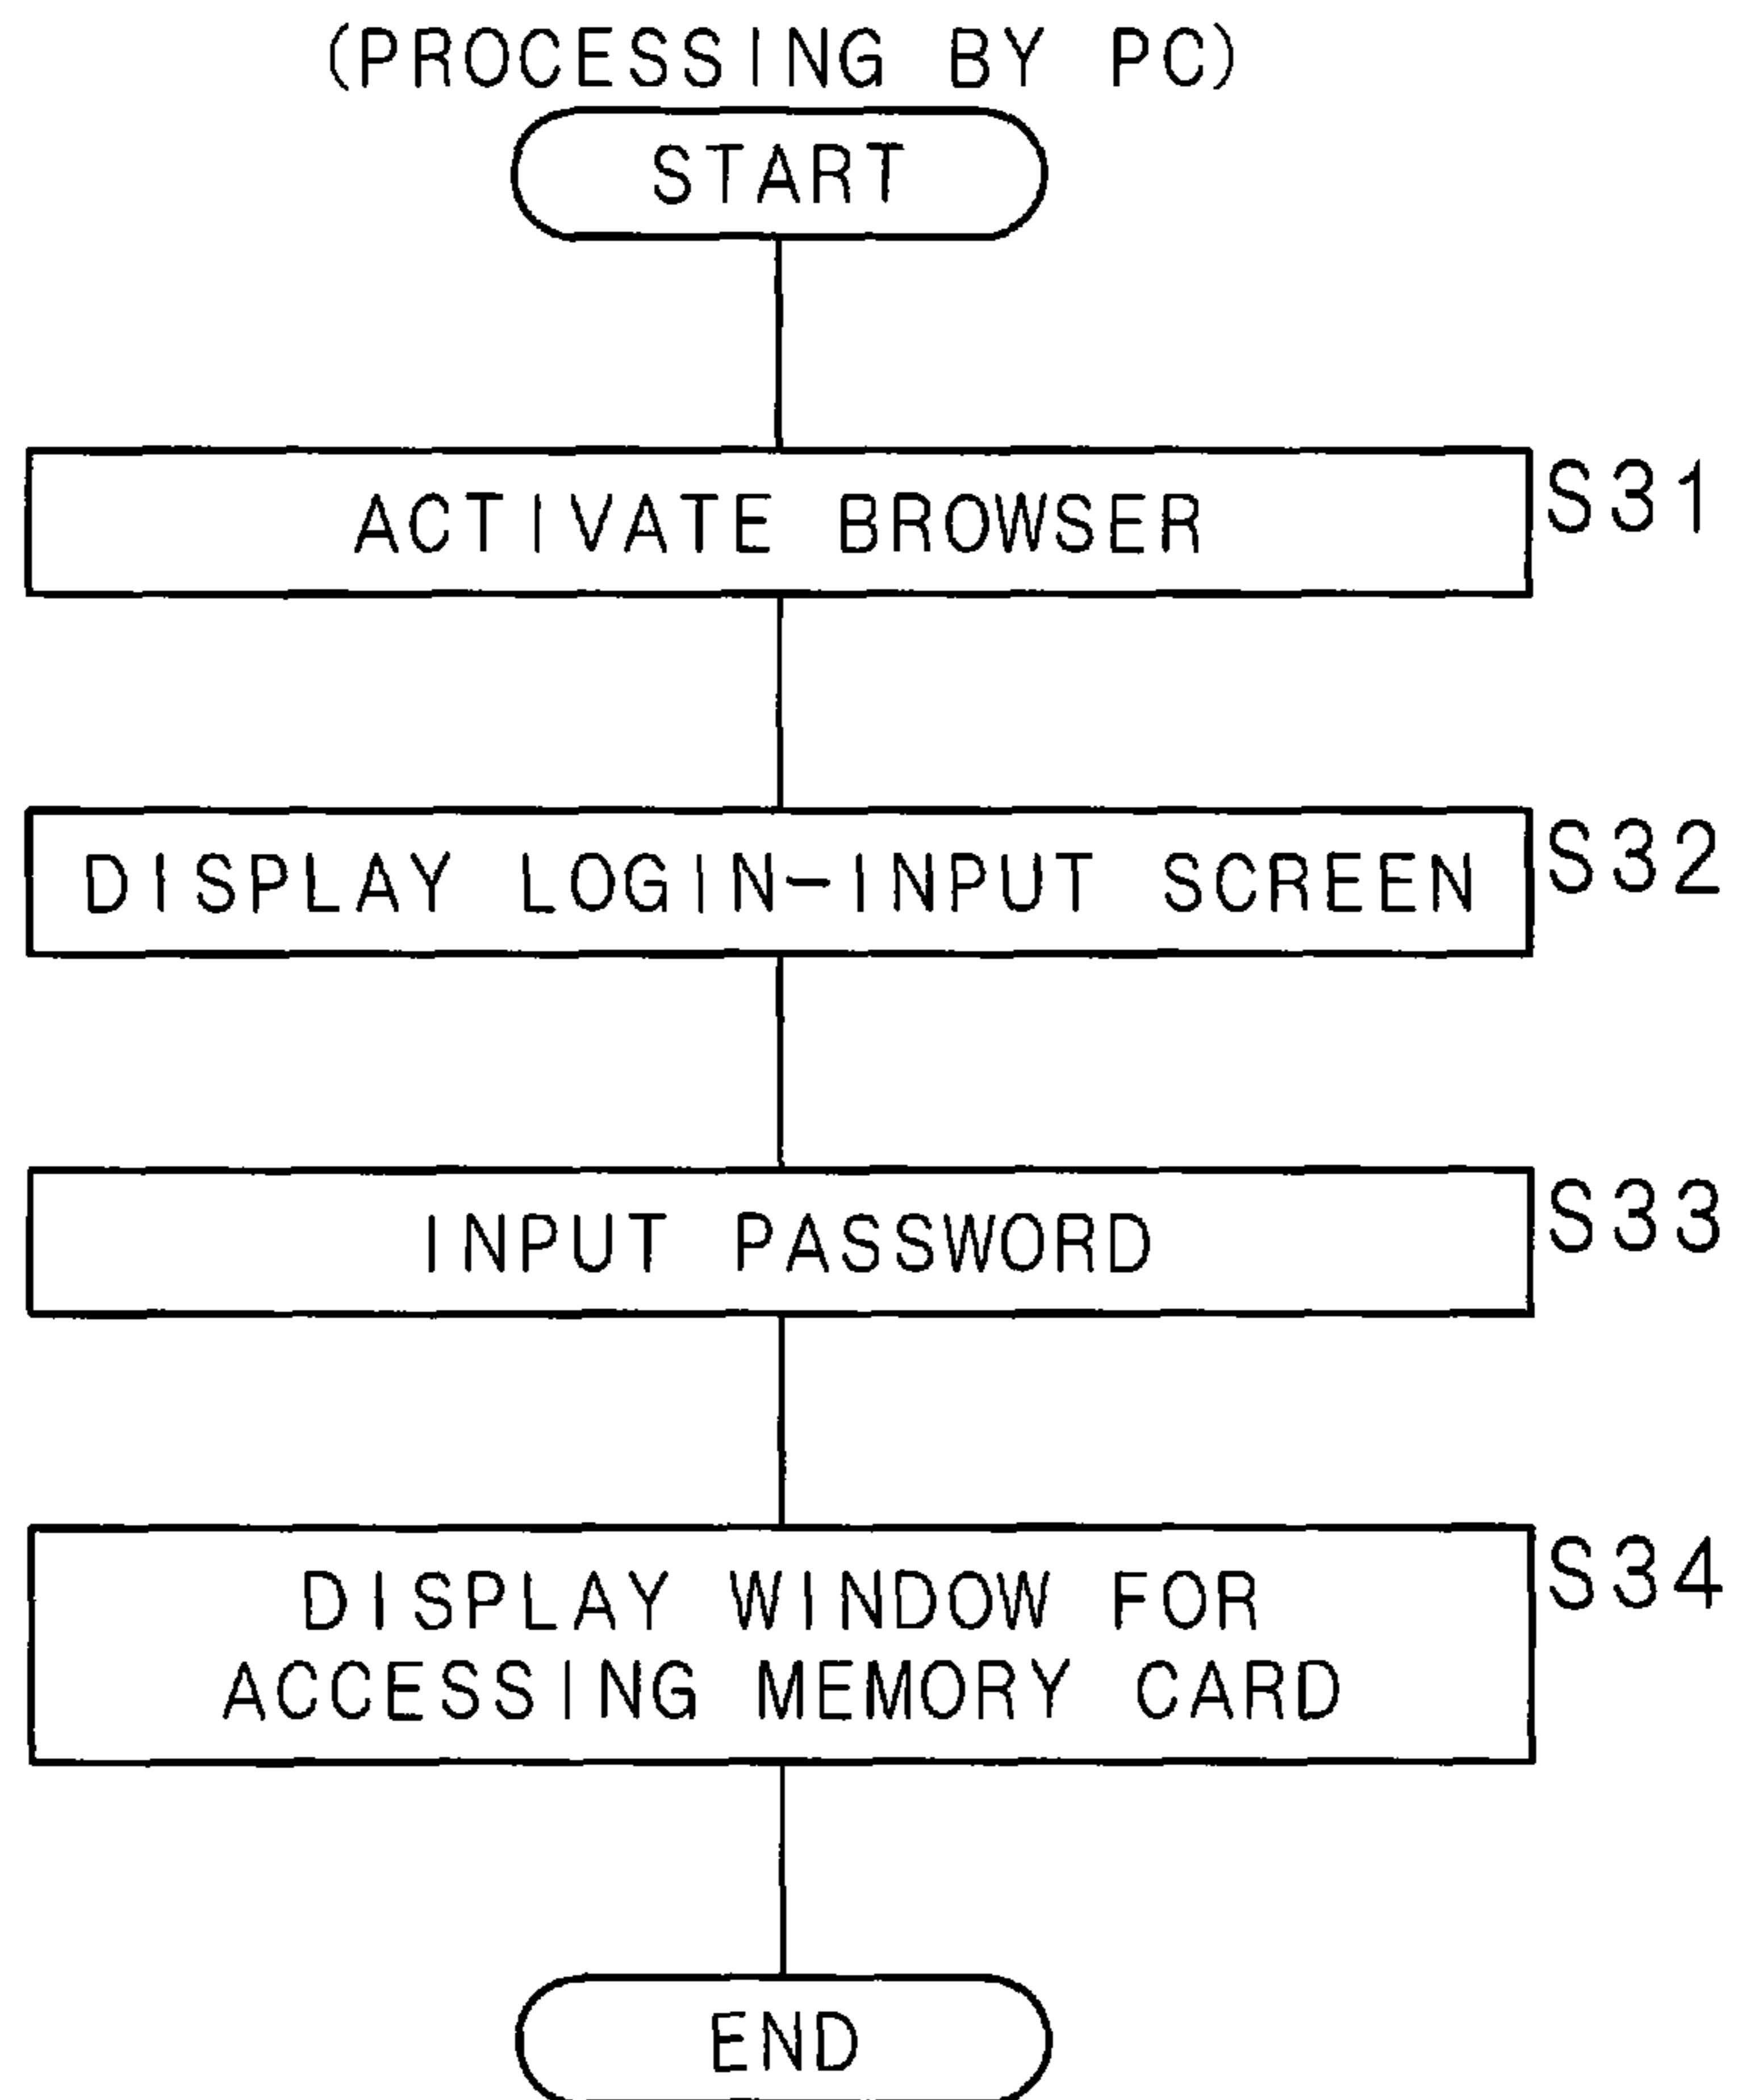 (PROCESSING BY PC)
START
ACTIVATE BROWSER
S31
DISPLAY LOGIN-INPUT SCREEN
S32
INPUT PASSWORD
S33
DISPLAY WINDOW FOR
ACCESSING MEMORY CARD
S34
END